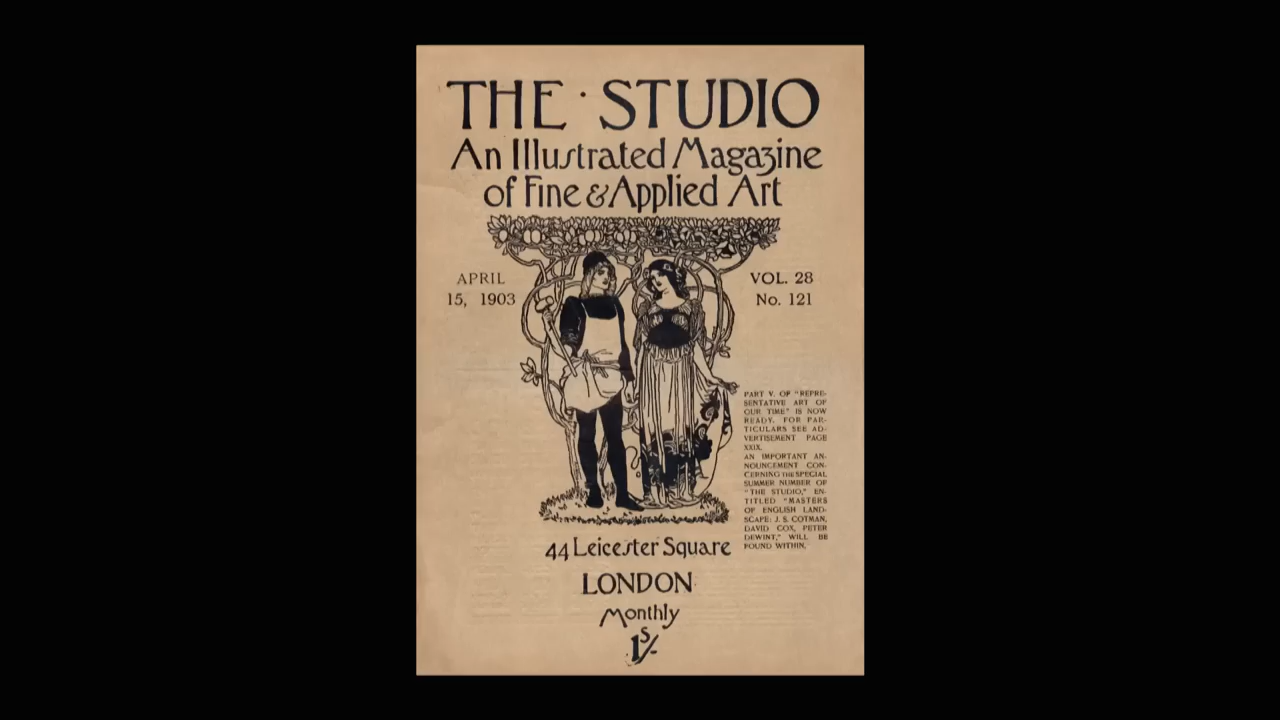 THE · STUDIO
An Illustrated Magazine
of Fine & Applied Art
APRIL
15, 1903
VOL. 28
No. 121
PART V. OF "REPRE-
SENTATIVE ART OF
OUR TIME" IS NOW
READY. FOR PAR-
TICULARS SEE AD-
VERTISEMENT PAGE
XXIX.
AN IMPORTANT AN-
NOUNCEMENT CON-
CERNING THE SPECIAL
SUMMER NUMBER OF
"THE STUDIO," EN-
TITLED "MASTERS
OF ENGLISH LAND-
SCAPE: J. S. COTMAN,
DAVID COX, PETER
DEWINT," WILL BE
FOUND WITHIN.
44 Leicester Square
LONDON
Monthly
1s/-